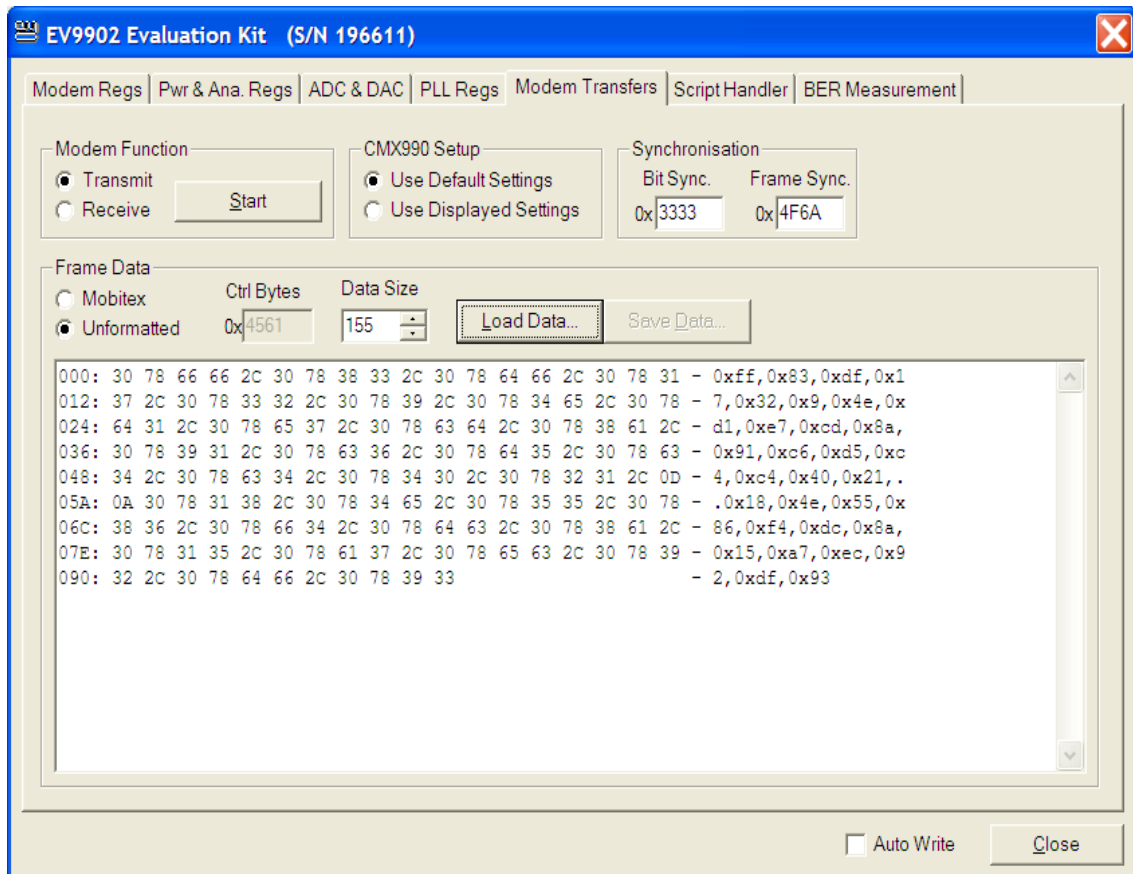 EV9902 Evaluation Kit (S/N 196611)
Modem Regs Pwr & Ana. Regs ADC & DAC PLL Regs Modem Transfers Script Handler BER Measurement
Modem Function
Transmit
Receive
Start
CMX990 Setup
Use Default Settings
Use Displayed Settings
Synchronisation
Bit Sync. Frame Sync.
0x 3333 0x 4F6A
Frame Data
Mobitex
Unformatted
Ctrl Bytes
0x 4561
Data Size
155
Load Data... Save Data...
000: 30 78 66 66 2C 30 78 38 33 2C 30 78 64 66 2C 30 78 31 - 0xff,0x83,0xdf,0x1
012: 37 2C 30 78 33 32 2C 30 78 39 2C 30 78 34 65 2C 30 78 - 7,0x32,0x9,0x4e,0x
024: 64 31 2C 30 78 65 37 2C 30 78 63 64 2C 30 78 38 61 2C - d1,0xe7,0xcd,0x8a,
036: 30 78 39 31 2C 30 78 63 36 2C 30 78 64 35 2C 30 78 63 - 0x91,0xc6,0xd5,0xc
048: 34 2C 30 78 63 34 2C 30 78 34 30 2C 30 78 32 31 2C 0D - 4,0xc4,0x40,0x21,.
05A: 0A 30 78 31 38 2C 30 78 34 65 2C 30 78 35 35 2C 30 78 - .0x18,0x4e,0x55,0x
06C: 38 36 2C 30 78 66 34 2C 30 78 64 63 2C 30 78 38 61 2C - 86,0xf4,0xdc,0x8a,
07E: 30 78 31 35 2C 30 78 61 37 2C 30 78 65 63 2C 30 78 39 - 0x15,0xa7,0xec,0x9
090: 32 2C 30 78 64 66 2C 30 78 39 33 - 2,0xdf,0x93
Auto Write
Close